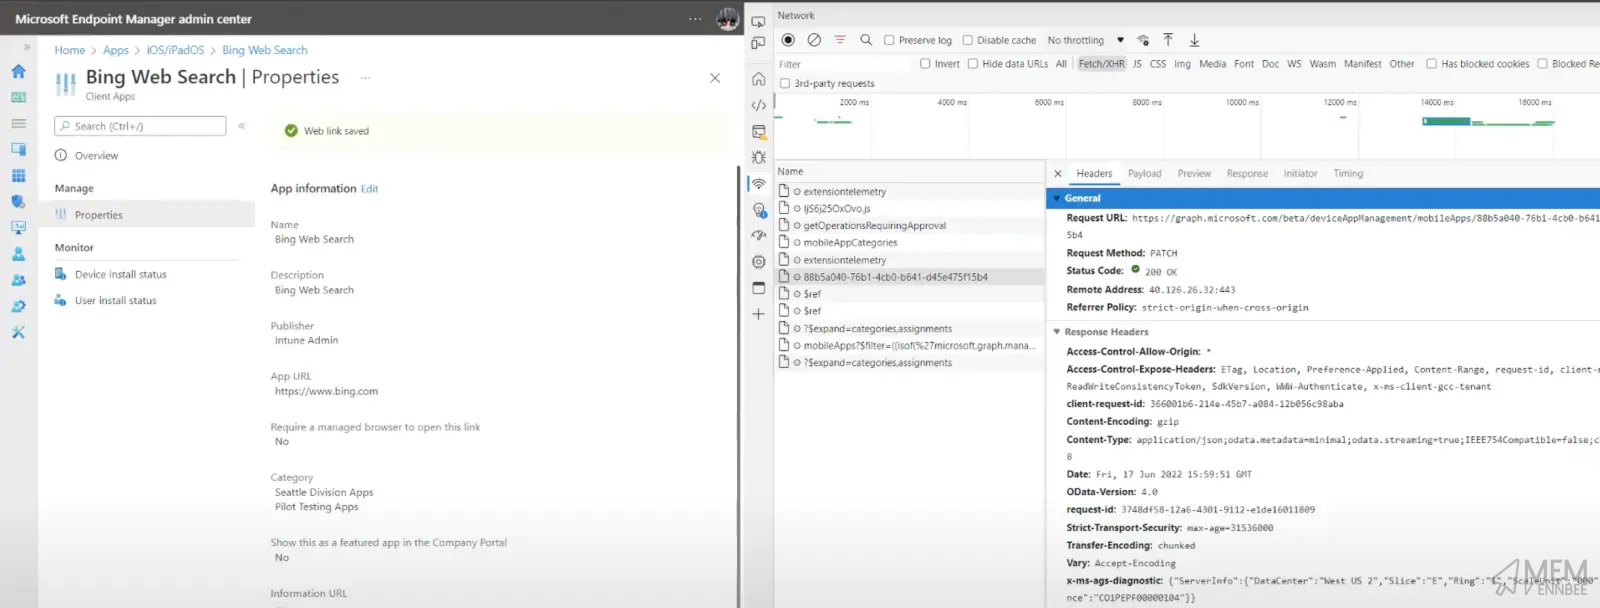 Microsoft Endpoint Manager admin center
Home > Apps > iOS/iPadOS > Bing Web Search
Bing Web Search | Properties
Client Apps
Search (Ctrl+/)
Overview
Manage
Properties
Monitor
Device install status
User install status
Web link saved
App information Edit
Name
Bing Web Search
Description
Bing Web Search
Publisher
Intune Admin
App URL
https://www.bing.com
Require a managed browser to open this link
No
Category
Seattle Division Apps
Pilot Testing Apps
Show this as a featured app in the Company Portal
No
Information URL
Network
Preserve log Disable cache No throttling
Filter Invert Hide data URLs All Fetch/XHR JS CSS Img Media Font Doc WS Wasm Manifest Other Has blocked cookies Blocked Re
3rd-party requests
2000 ms 4000 ms 6000 ms 8000 ms 10000 ms 12000 ms 14000 ms 16000 ms
Name
extensiontelemetry
getOperationsRequiringApproval
mobileAppCategories
extensiontelemetry
88b5a040-76b1-4cb0-b641-d45e475f15b4
$ref
$ref
?$expand=categories,assignments
mobileApps?$filter=((isof(%27microsoft.graph.mana...
?$expand=categories,assignments
Headers Payload Preview Response Initiator Timing
General
Request URL: https://graph.microsoft.com/beta/deviceAppManagement/mobileApps/88b5a040-76b1-4cb0-b641
5b4
Request Method: PATCH
Status Code: 200 OK
Remote Address: 40.126.26.32:443
Referrer Policy: strict-origin-when-cross-origin
Response Headers
Access-Control-Allow-Origin: *
Access-Control-Expose-Headers: ETag, Location, Preference-Applied, Content-Range, request-id, client-r
ReadWriteConsistencyToken, SdkVersion, WWW-Authenticate, x-ms-client-gcc-tenant
client-request-id: 366001b6-214e-45b7-a084-12b056c98aba
Content-Encoding: gzip
Content-Type: application/json;odata.metadata=minimal;odata.streaming=true;IEEE754Compatible=false;c
8
Date: Fri, 17 Jun 2022 15:59:51 GMT
OData-Version: 4.0
request-id: 3748df58-12a6-4301-9112-e1de16011809
Strict-Transport-Security: max-age=31536000
Transfer-Encoding: chunked
Vary: Accept-Encoding
x-ms-ags-diagnostic: {"ServerInfo":{"DataCenter":"West US 2","Slice":"E","Ring":
nce":"CO1PEPF00000104"}}
MEM
ENNBEE